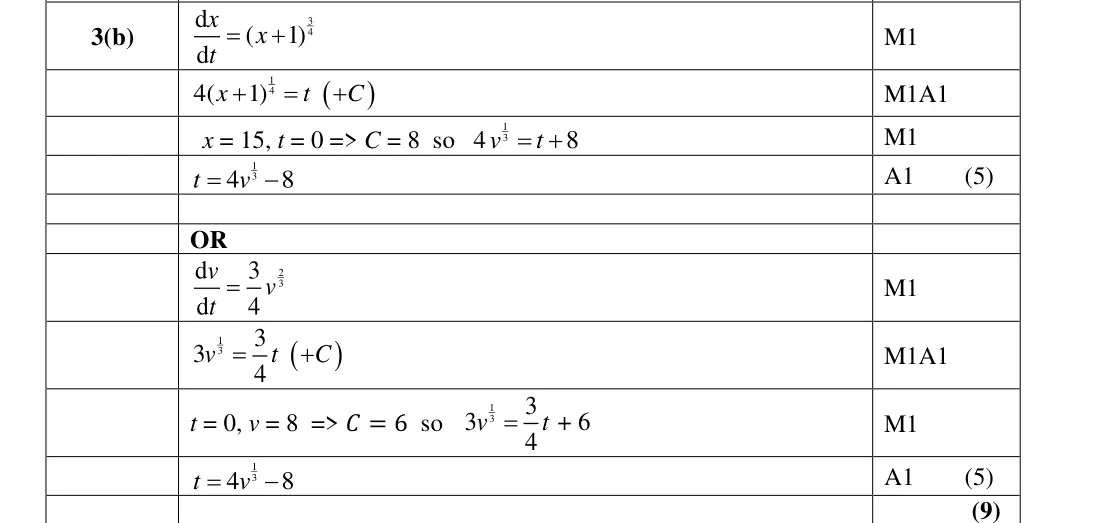 3(b) dx/dt = (x+1)^(3/4) M1
4(x+1)^(1/4) = t (+C) M1A1
x = 15, t = 0 => C = 8 so 4v^(1/3) = t + 8 M1
t = 4v^(1/3) − 8 A1 (5)
OR
dv/dt = 3/4 v^(2/3) M1
3v^(1/3) = 3/4 t (+C) M1A1
t = 0, v = 8 => C = 6 so 3v^(1/3) = 3/4 t + 6 M1
t = 4v^(1/3) − 8 A1 (5)
(9)